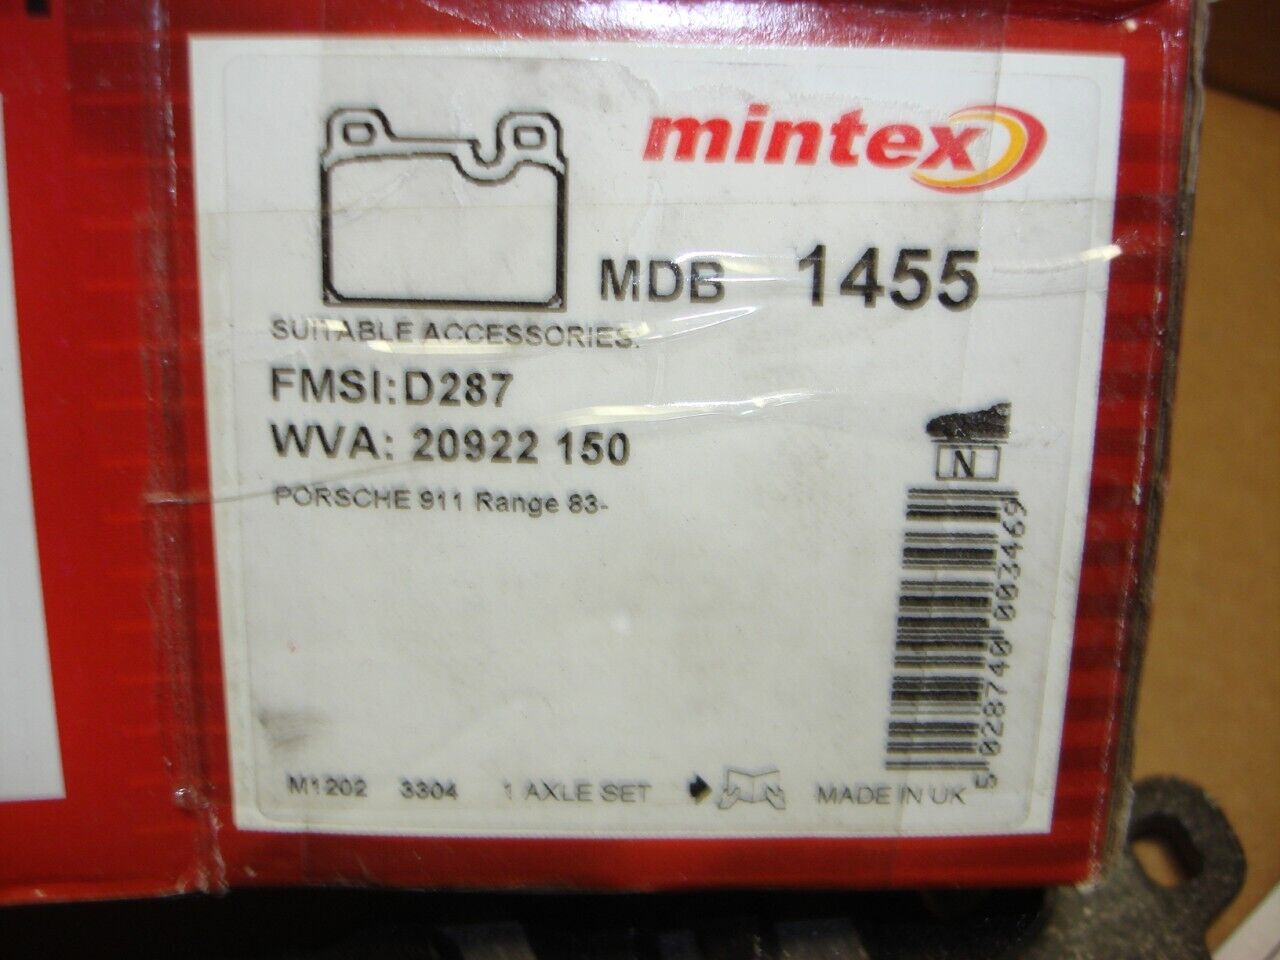 mintex
MDB 1455
SUITABLE ACCESSORIES:
FMSI:D287
WVA: 20922 150
N
PORSCHE 911 Range 83-
5 028740 003469
M1202 3304 1 AXLE SET MADE IN UK